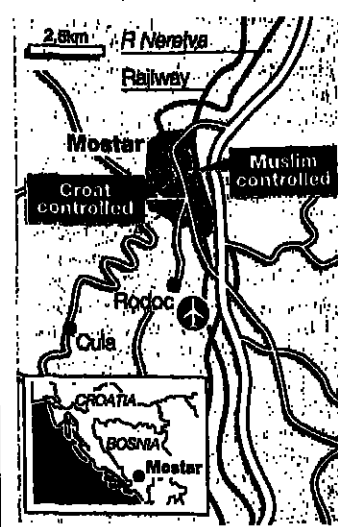 2.5km
R Neretva
Railway
Mostar
Muslim
controlled
Croat
controlled
Rodoc
Cula
CROATIA
BOSNIA
Mostar